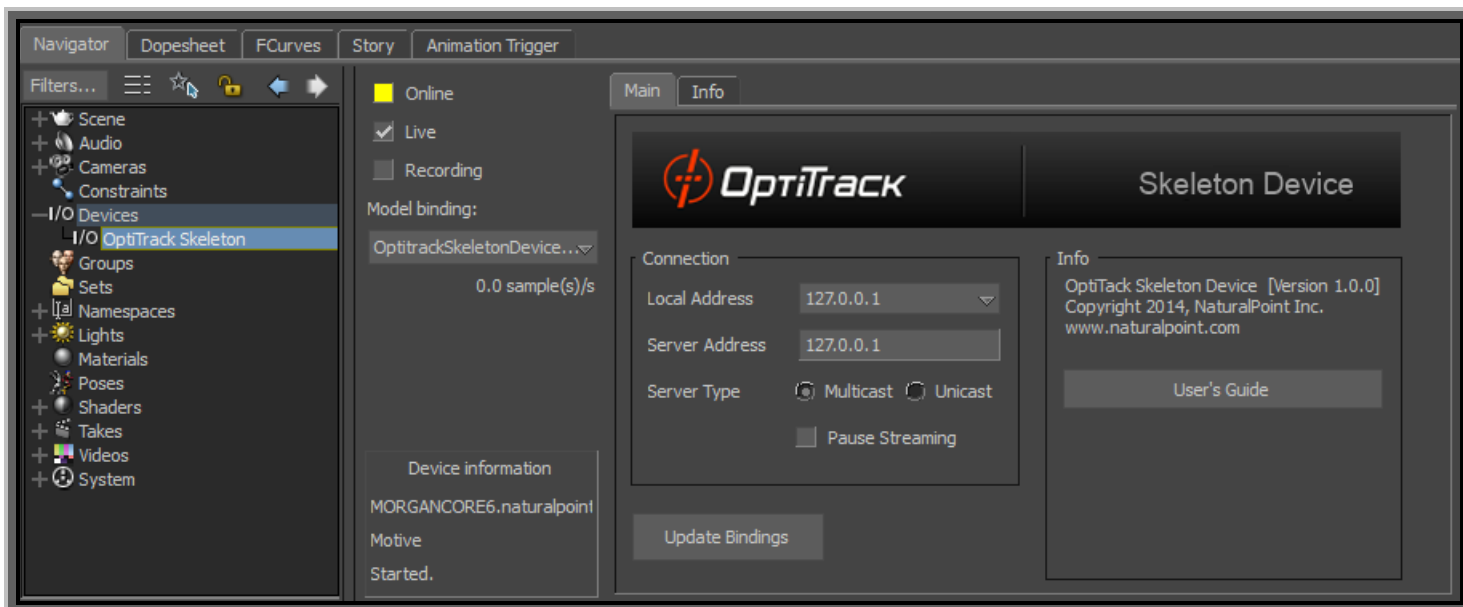 Navigator Dopesheet FCurves Story Animation Trigger
Filters...
Scene
Audio
Cameras
Constraints
I/O Devices
I/O OptiTrack Skeleton
Groups
Sets
Namespaces
Lights
Materials
Poses
Shaders
Takes
Videos
System
Online
Live
Recording
Model binding:
OptitrackSkeletonDevice...
0.0 sample(s)/s
Device information
MORGANCORE6.naturalpoint
Motive
Started.
Main Info
OptiTrack
Skeleton Device
Connection
Local Address 127.0.0.1
Server Address 127.0.0.1
Server Type Multicast Unicast
Pause Streaming
Update Bindings
Info
OptiTack Skeleton Device [Version 1.0.0]
Copyright 2014, NaturalPoint Inc.
www.naturalpoint.com
User's Guide